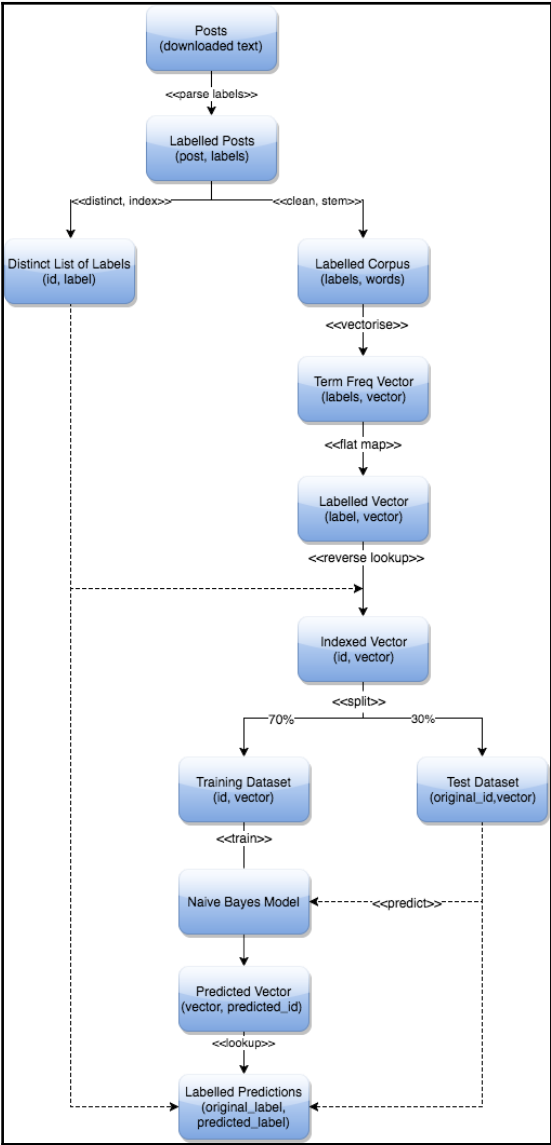 Posts
(downloaded text)
<<parse labels>>
Labelled Posts
(post, labels)
<<distinct, index>>
<<clean, stem>>
Distinct List of Labels
(id, label)
Labelled Corpus
(labels, words)
<<vectorise>>
Term Freq Vector
(labels, vector)
<<flat map>>
Labelled Vector
(label, vector)
<<reverse lookup>>
Indexed Vector
(id, vector)
<<split>>
70%
30%
Training Dataset
(id, vector)
Test Dataset
(original_id,vector)
<<train>>
Naive Bayes Model
<<predict>>
Predicted Vector
(vector, predicted_id)
<<lookup>>
Labelled Predictions
(original_label,
predicted_label)